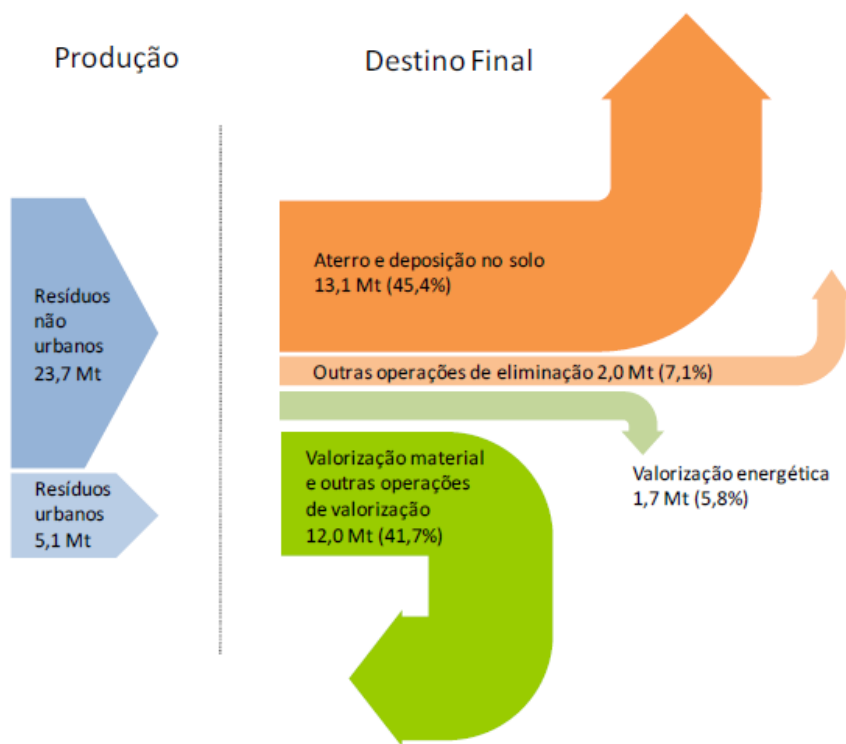 Produção
Destino Final
Resíduos
não
urbanos
23,7 Mt
Resíduos
urbanos
5,1 Mt
Aterro e deposição no solo
13,1 Mt (45,4%)
Outras operações de eliminação 2,0 Mt (7,1%)
Valorização energética
1,7 Mt (5,8%)
Valorização material
e outras operações
de valorização
12,0 Mt (41,7%)